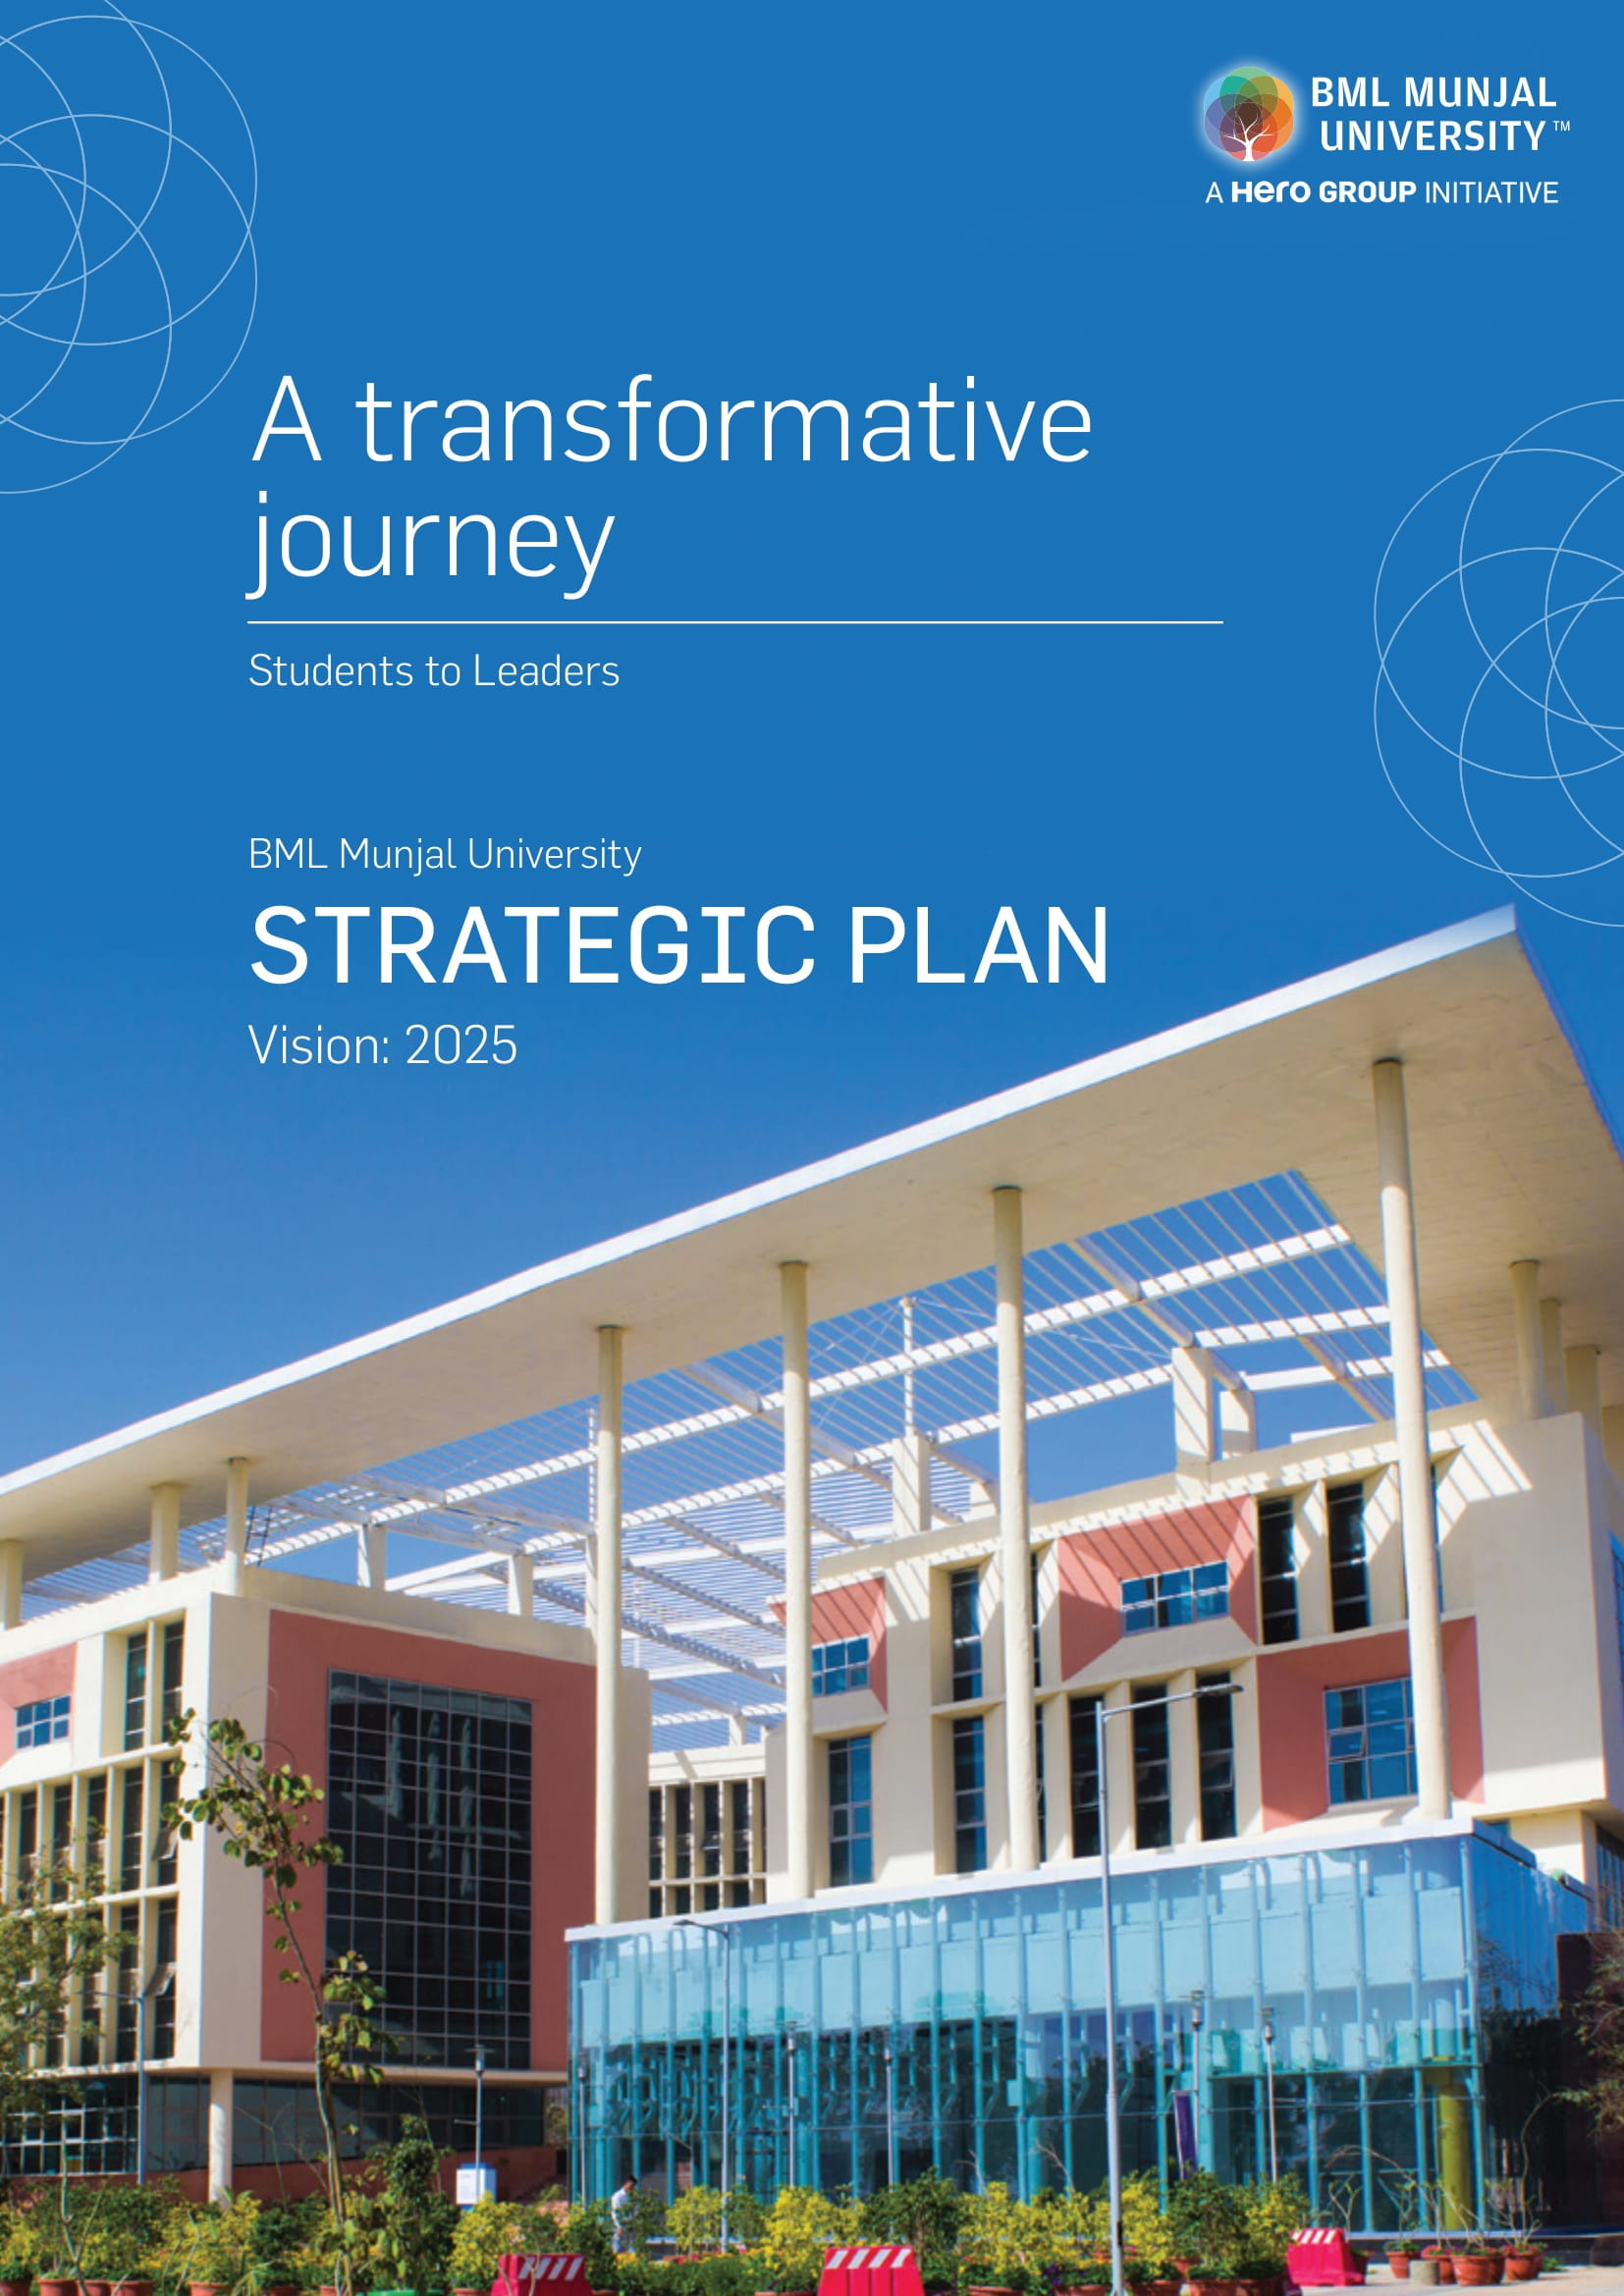 BML MUNJAL
UNIVERSITY™
A Hero GROUP INITIATIVE
A transformative
journey
Students to Leaders
BML Munjal University
STRATEGIC PLAN
Vision: 2025